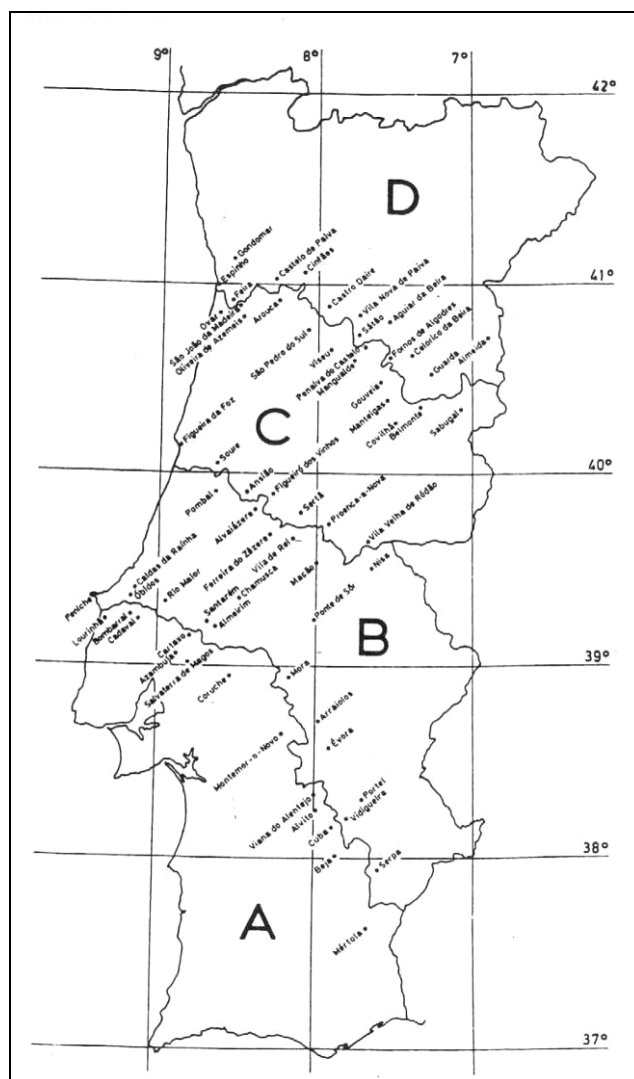 9°
8°
7°
42°
D
Gondomar
Espinho
Castelo de Paiva
Cinfães
41°
Feira
Castro Daire
Vila Nova de Paiva
Ovar
Arouca
Sátão
Aguiar da Beira
São João da Madeira
Oliveira de Azemeis
São Pedro do Sul
Viseu
Fornos de Algodres
Celorico da Beira
Penalva do Castelo
Mangualde
Guarda
Almeida
Gouveia
Manteigas
Figueira da Foz
C
Covilhã
Belmonte
Sabugal
Soure
40°
Ansião
Figueiró dos Vinhos
Pombal
Alvaiázere
Sertã
Proença-a-Nova
Vila Velha de Ródão
Caldas da Raínha
Óbidos
Ferreira do Zêzere
Vila de Rei
Mação
Nisa
Peniche
Rio Maior
Chamusca
Santarém
Almeirim
Ponte de Sôr
B
Lourinhã
Bombarral
Cadaval
Cartaxo
Azambuja
Salvaterra de Magos
39°
Mora
Coruche
Arraiolos
Montemor-o-Novo
Évora
Portel
Vidigueira
Viana do Alentejo
Alvito
Cuba
38°
Beja
Serpa
A
Mértola
37°